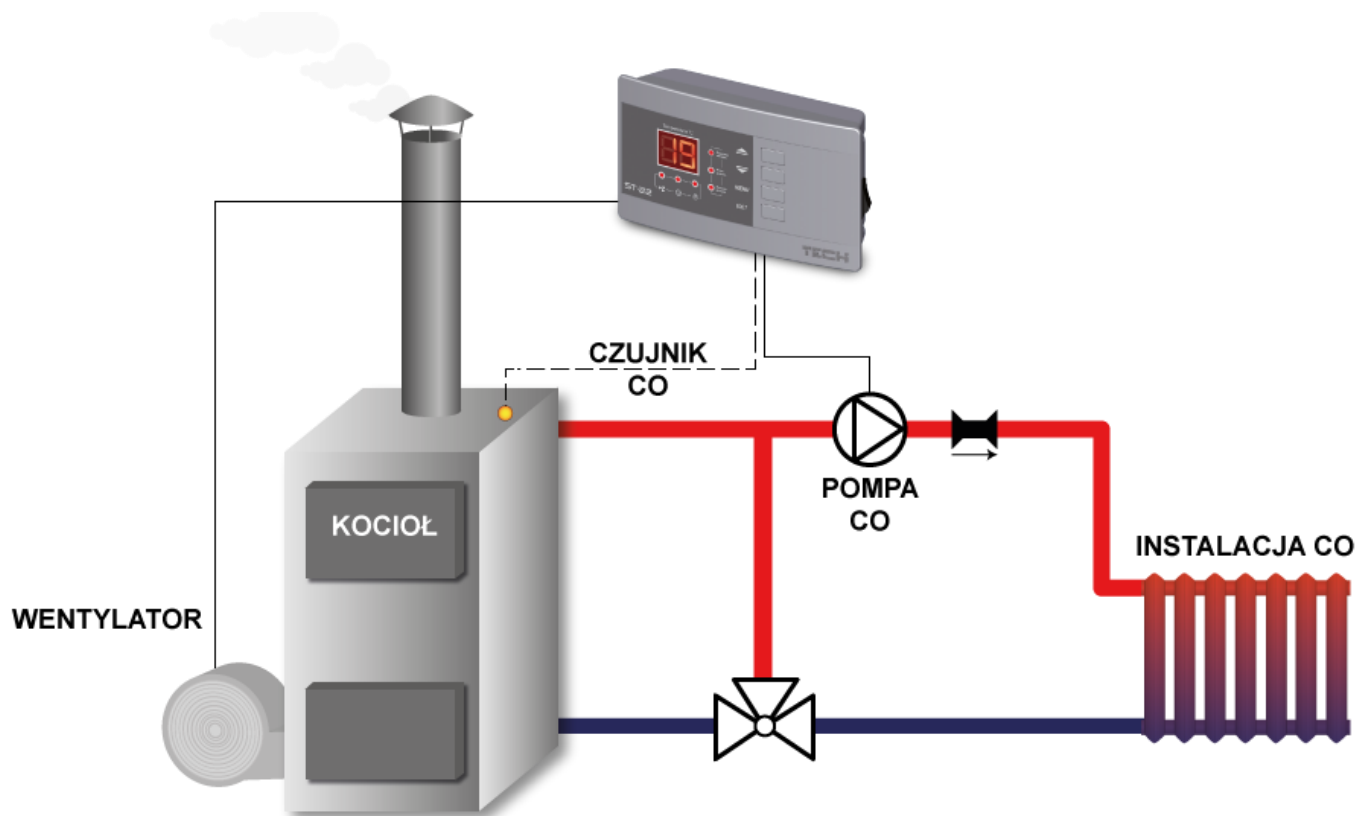 19
ST-22
MENU
EXIT
TECH
CZUJNIK
CO
POMPA
CO
KOCIOŁ
INSTALACJA CO
WENTYLATOR